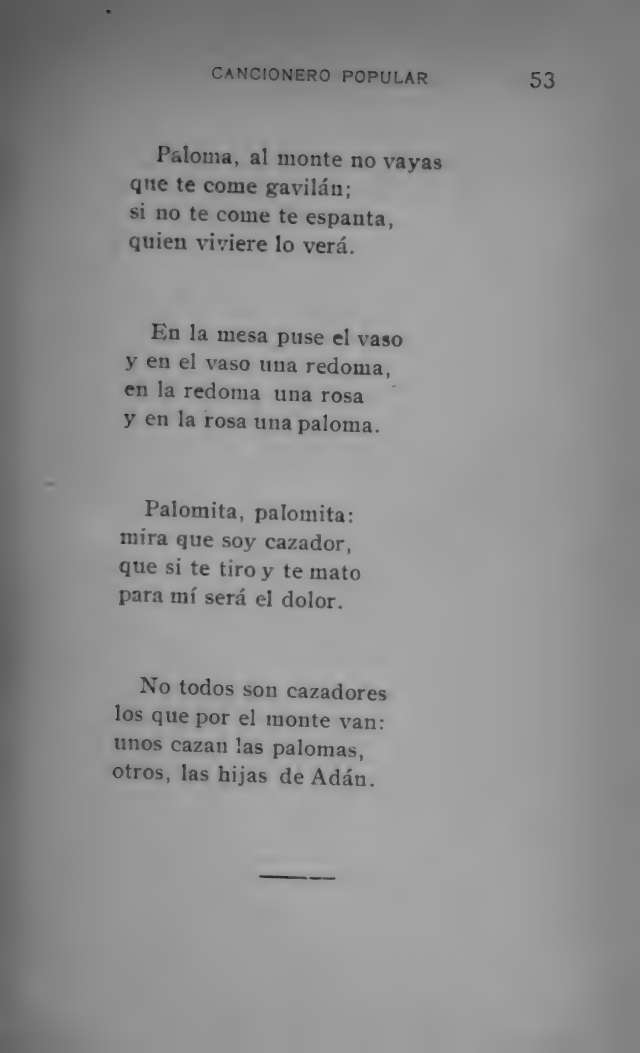 CANCIONERO POPULAR 53
Paloma, al monte no vayas
que te come gavilán;
si no te come te espanta,
quien viviere lo verá.
En la mesa puse el vaso
y en el vaso una redoma,
en la redoma una rosa
y en la rosa una paloma.
Palomita, palomita:
mira que soy cazador,
que si te tiro y te mato
para mí será el dolor.
No todos son cazadores
los que por el monte van:
unos cazan las palomas,
otros, las hijas de Adán.